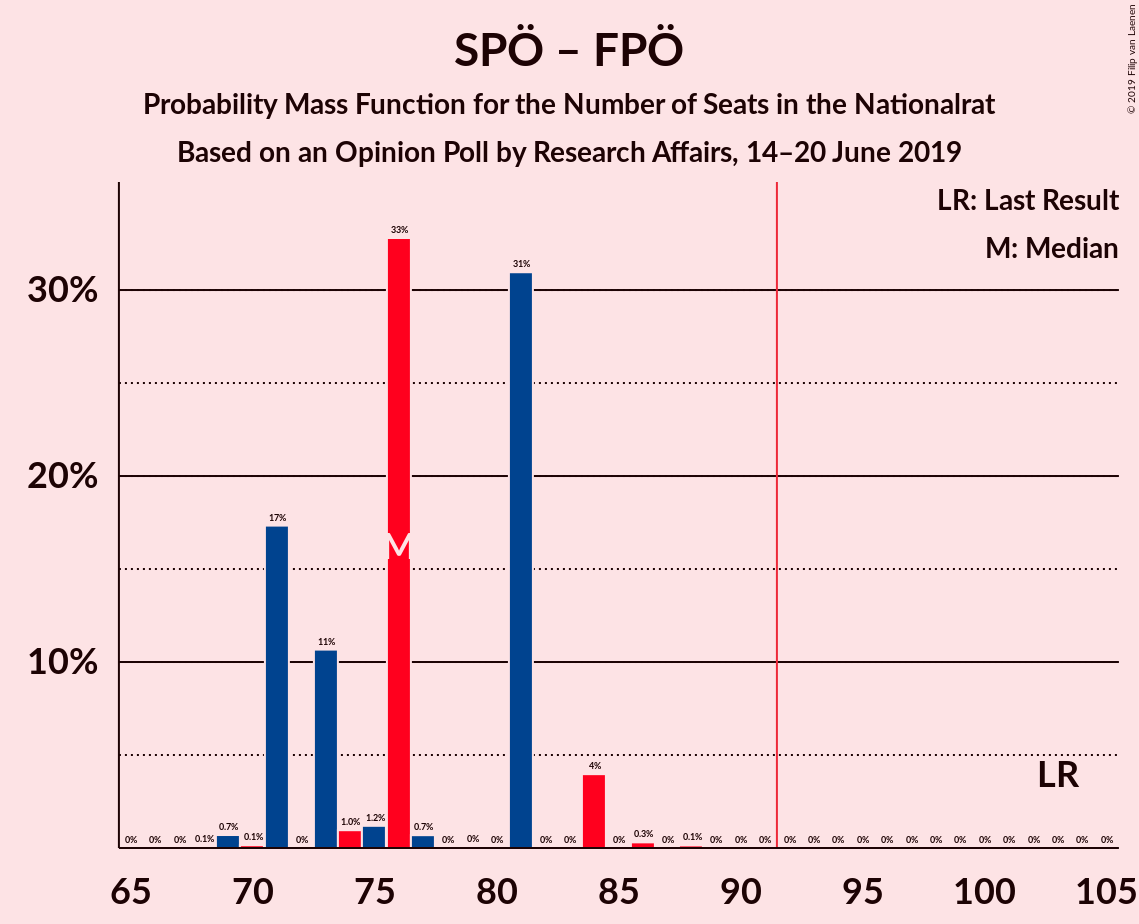 SPÖ – FPÖ
Probability Mass Function for the Number of Seats in the Nationalrat
Based on an Opinion Poll by Research Affairs, 14–20 June 2019
© 2019 Filip van Laenen
LR: Last Result
M: Median
30%
20%
10%
0% 0% 0% 0.1% 0.7% 0.1% 17% 0% 11% 1.0% 1.2% 33% 0.7% 0% 0% 0% 31% 0% 0% 4% 0% 0.3% 0% 0.1% 0% 0% 0% 0% 0% 0% 0% 0% 0% 0% 0% 0% 0% 0% 0% 0% 0%
M
LR
65 70 75 80 85 90 95 100 105